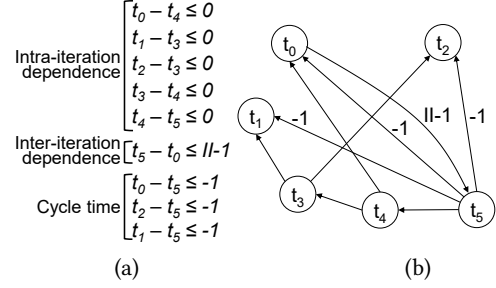 Intra-iteration
dependence
t₀ – t₄ ≤ 0
t₁ – t₃ ≤ 0
t₂ – t₃ ≤ 0
t₃ – t₄ ≤ 0
t₄ – t₅ ≤ 0
Inter-iteration
dependence
t₅ – t₀ ≤ II-1
Cycle time
t₀ – t₅ ≤ -1
t₂ – t₅ ≤ -1
t₁ – t₅ ≤ -1
(a)
t₀
t₂
t₁
-1
-1
II-1
-1
t₃
t₄
t₅
(b)